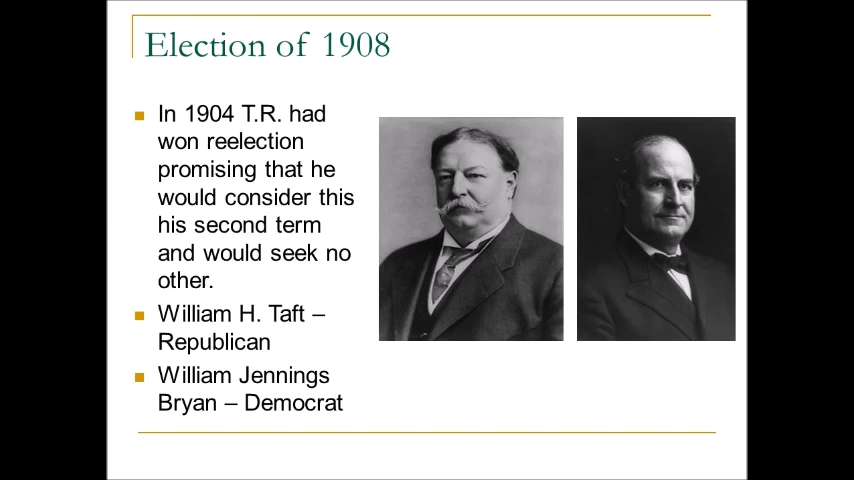 Election of 1908
In 1904 T.R. had
won reelection
promising that he
would consider this
his second term
and would seek no
other.
William H. Taft –
Republican
William Jennings
Bryan – Democrat